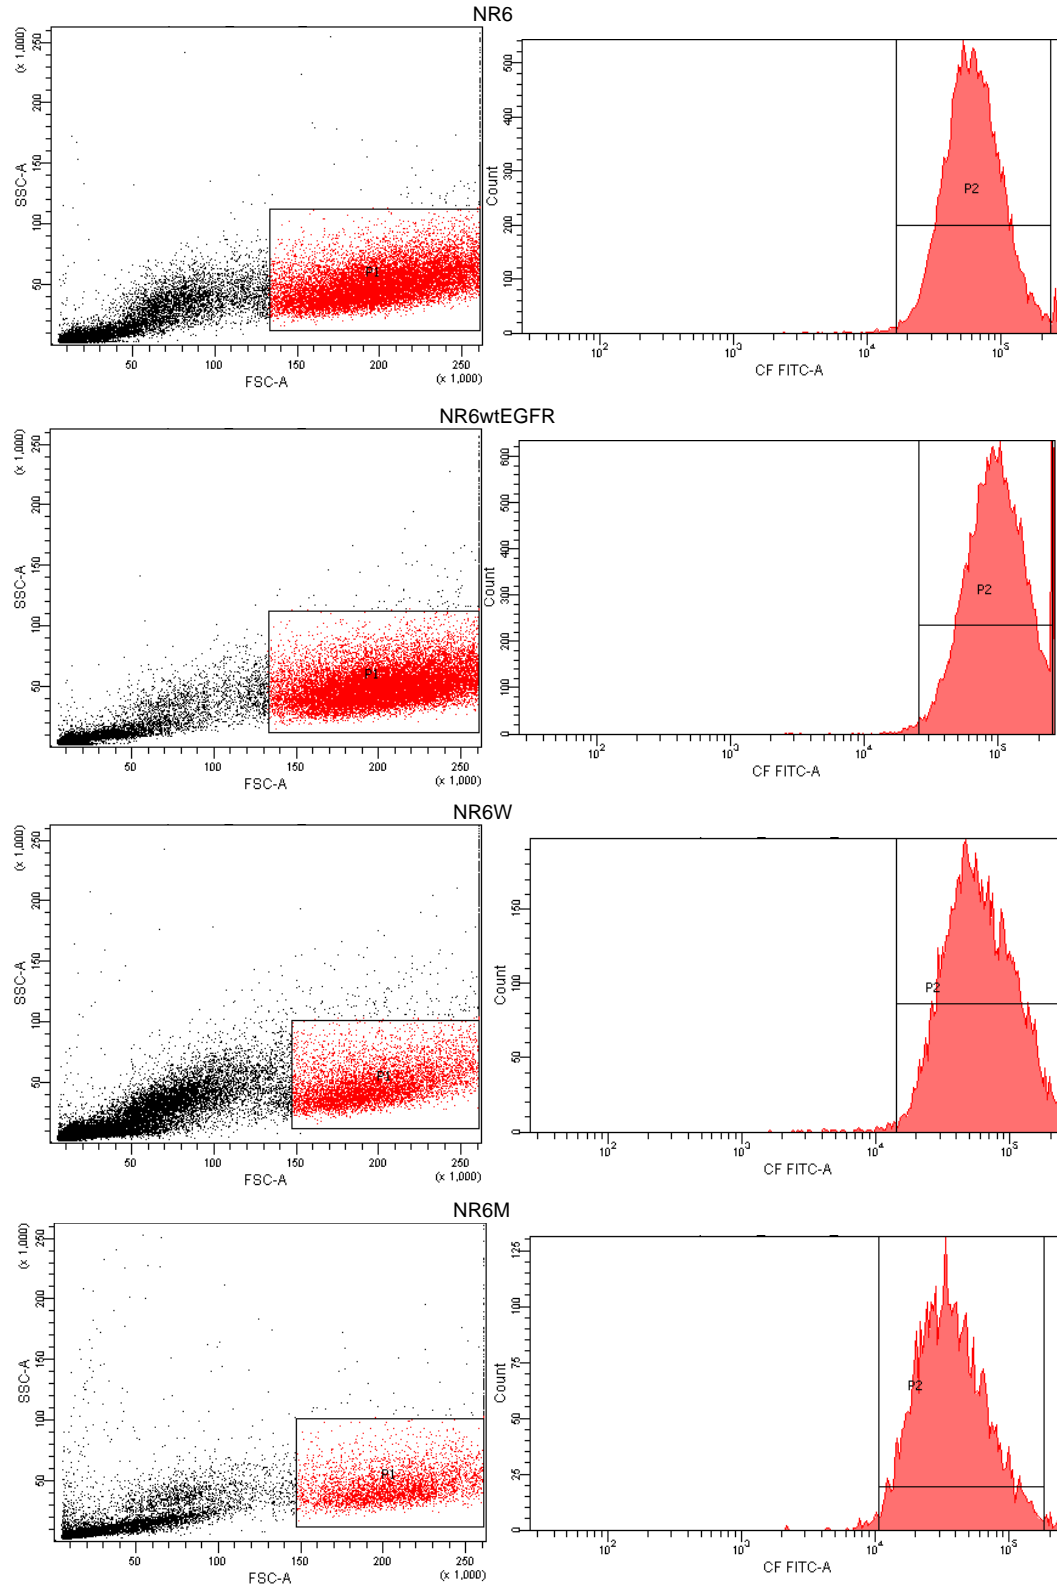 NR6
(x 1,000)
250
200
150
100
50
SSC-A
P1
50 100 150 200 250
FSC-A
(x 1,000)
Count
500
400
300
200
100
0
P2
10² 10³ 10⁴ 10⁵
CF FITC-A
NR6wtEGFR
(x 1,000)
250
200
150
100
50
SSC-A
P1
50 100 150 200 250
FSC-A
(x 1,000)
Count
600
500
400
300
200
100
0
P2
10² 10³ 10⁴ 10⁵
CF FITC-A
NR6W
(x 1,000)
250
200
150
100
50
SSC-A
P1
50 100 150 200 250
FSC-A
(x 1,000)
Count
150
100
50
0
P2
10² 10³ 10⁴ 10⁵
CF FITC-A
NR6M
(x 1,000)
250
200
150
100
50
SSC-A
P1
50 100 150 200 250
FSC-A
(x 1,000)
Count
125
100
75
50
25
0
P2
10² 10³ 10⁴ 10⁵
CF FITC-A